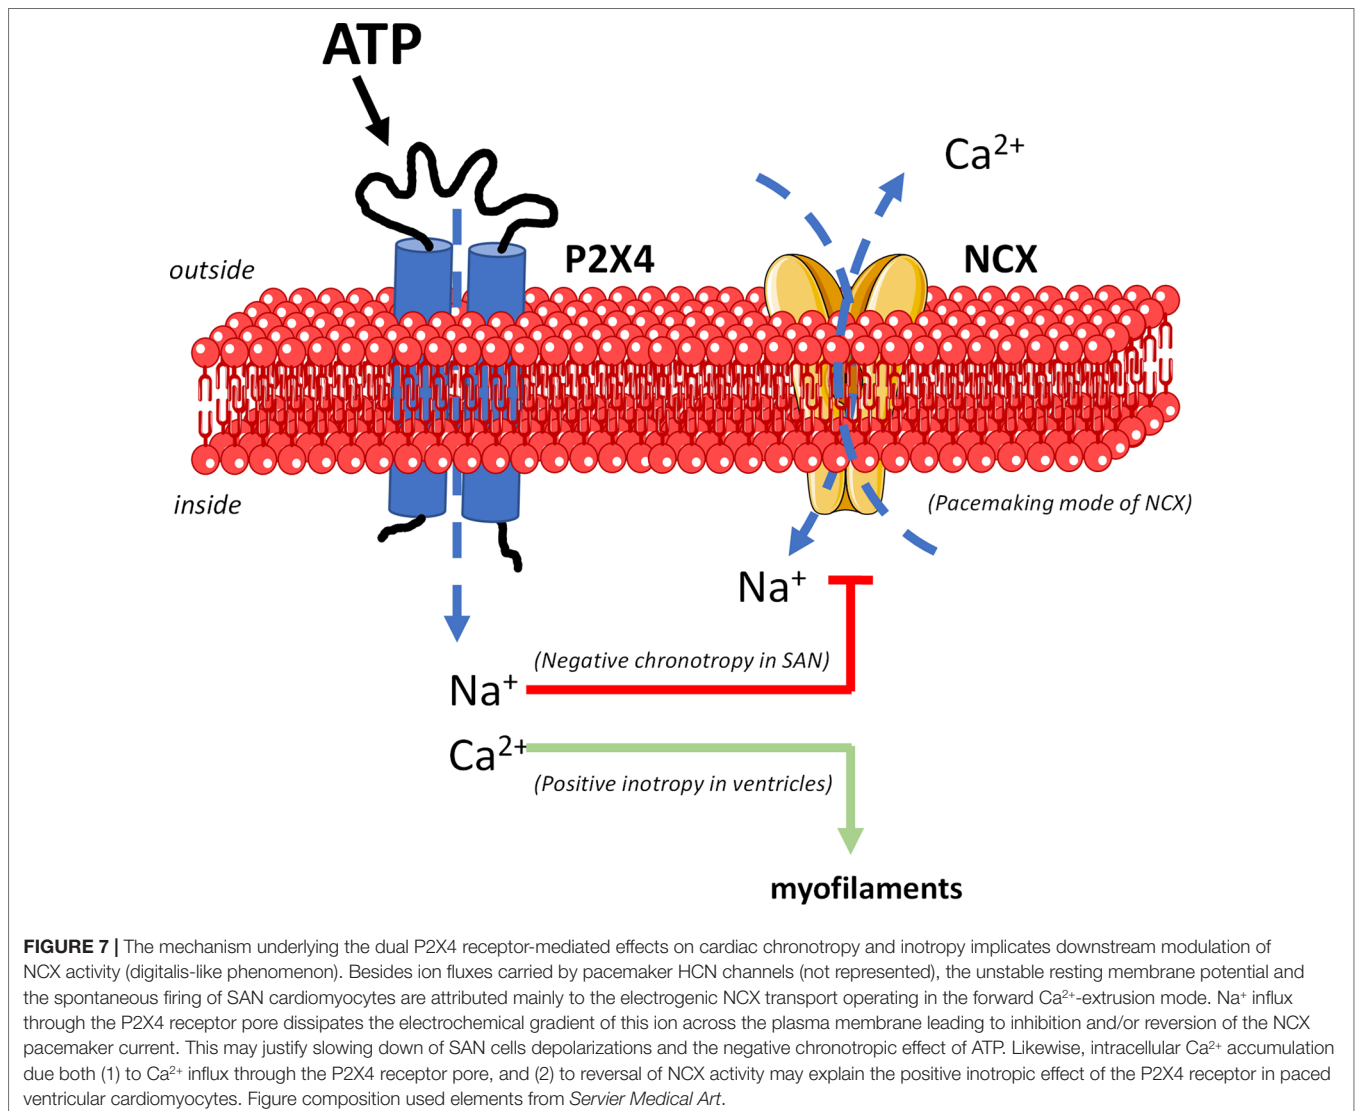 ATP
Ca²⁺
P2X4
NCX
outside
inside
(Pacemaking mode of NCX)
Na⁺
(Negative chronotropy in SAN)
Na⁺
Ca²⁺
(Positive inotropy in ventricles)
myofilaments
FIGURE 7 | The mechanism underlying the dual P2X4 receptor-mediated effects on cardiac chronotropy and inotropy implicates downstream modulation of
NCX activity (digitalis-like phenomenon). Besides ion fluxes carried by pacemaker HCN channels (not represented), the unstable resting membrane potential and
the spontaneous firing of SAN cardiomyocytes are attributed mainly to the electrogenic NCX transport operating in the forward Ca²⁺-extrusion mode. Na⁺ influx
through the P2X4 receptor pore dissipates the electrochemical gradient of this ion across the plasma membrane leading to inhibition and/or reversion of the NCX
pacemaker current. This may justify slowing down of SAN cells depolarizations and the negative chronotropic effect of ATP. Likewise, intracellular Ca²⁺ accumulation
due both (1) to Ca²⁺ influx through the P2X4 receptor pore, and (2) to reversal of NCX activity may explain the positive inotropic effect of the P2X4 receptor in paced
ventricular cardiomyocytes. Figure composition used elements from Servier Medical Art.